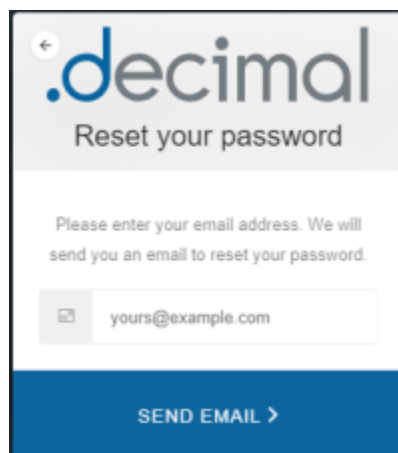 .decimal
Reset your password
Please enter your email address. We will
send you an email to reset your password.
yours@example.com
SEND EMAIL >